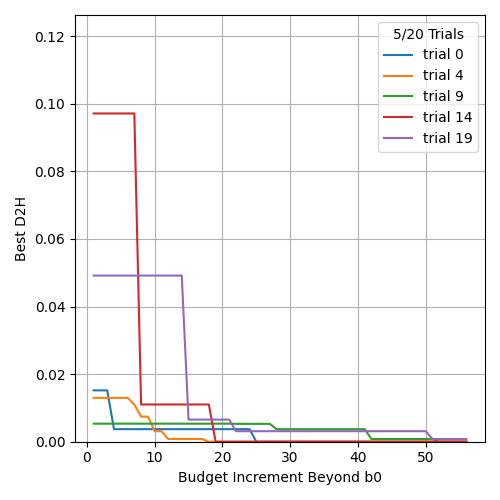 5/20 Trials
trial 0
trial 4
trial 9
trial 14
trial 19
Best D2H
0.12
0.10
0.08
0.06
0.04
0.02
0.00
0 10 20 30 40 50
Budget Increment Beyond b0